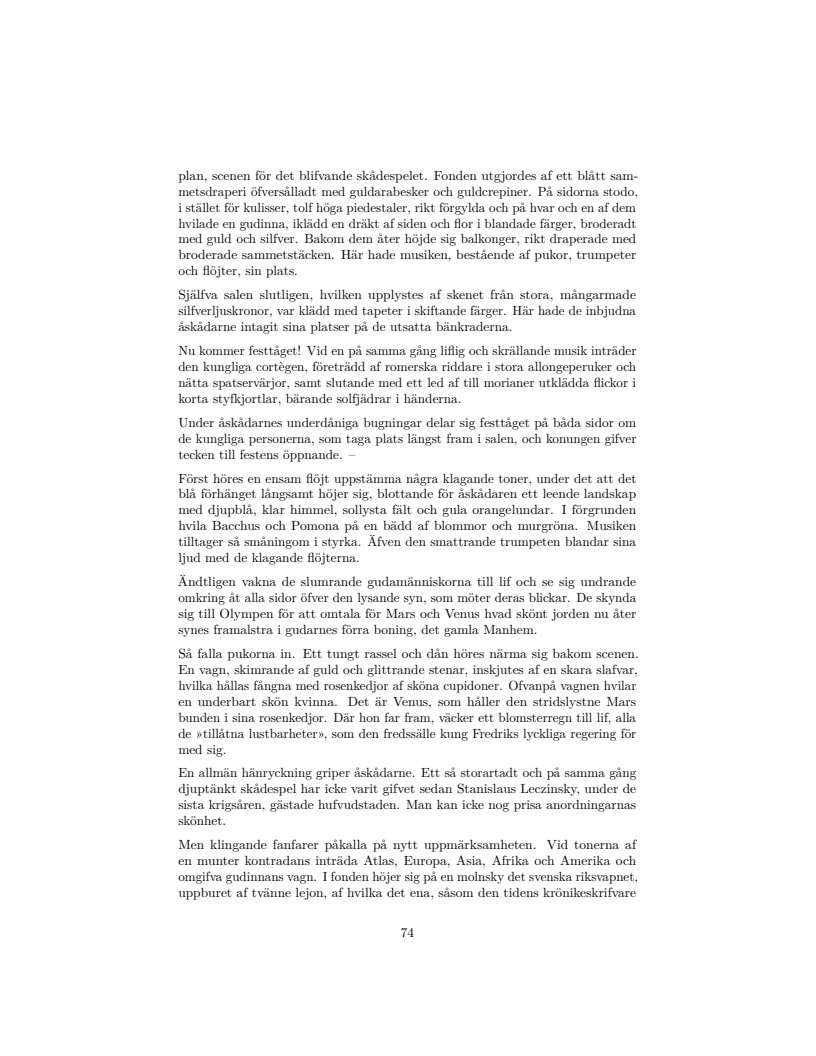 plan, scenen för det blifvande skådespelet. Fonden utgjordes af ett blått sam-
metsdraperi öfversålladt med guldarabesker och guldcrepiner. På sidorna stodo,
i stället för kulisser, tolf höga piedestaler, rikt förgylda och på hvar och en af dem
hvilade en gudinna, iklädd en dräkt af siden och flor i blandade färger, broderadt
med guld och silfver. Bakom dem åter höjde sig balkonger, rikt draperade med
broderade sammetstäcken. Här hade musiken, bestående af pukor, trumpeter
och flöjter, sin plats.
Själfva salen slutligen, hvilken upplystes af skenet från stora, mångarmade
silfverljuskronor, var klädd med tapeter i skiftande färger. Här hade de inbjudna
åskådarne intagit sina platser på de utsatta bänkraderna.
Nu kommer festtåget! Vid en på samma gång liflig och skrällande musik inträder
den kungliga cortègen, företrädd af romerska riddare i stora allongeperuker och
nätta spatservärjor, samt slutande med ett led af till morianer utklädda flickor i
korta styfkjortlar, bärande solfjädrar i händerna.
Under åskådarnes underdåniga bugningar delar sig festtåget på båda sidor om
de kungliga personerna, som taga plats längst fram i salen, och konungen gifver
tecken till festens öppnande. –
Först höres en ensam flöjt uppstämma några klagande toner, under det att det
blå förhänget långsamt höjer sig, blottande för åskådaren ett leende landskap
med djupblå, klar himmel, sollysta fält och gula orangelundar. I förgrunden
hvila Bacchus och Pomona på en bädd af blommor och murgröna. Musiken
tilltager så småningom i styrka. Äfven den smattrande trumpeten blandar sina
ljud med de klagande flöjterna.
Ändtligen vakna de slumrande gudamänniskorna till lif och se sig undrande
omkring åt alla sidor öfver den lysande syn, som möter deras blickar. De skynda
sig till Olympen för att omtala för Mars och Venus hvad skönt jorden nu åter
synes framalstra i gudarnes förra boning, det gamla Manhem.
Så falla pukorna in. Ett tungt rassel och dån höres närma sig bakom scenen.
En vagn, skimrande af guld och glittrande stenar, inskjutes af en skara slafvar,
hvilka hållas fångna med rosenkedjor af sköna cupidoner. Ofvanpå vagnen hvilar
en underbart skön kvinna. Det är Venus, som håller den stridslystne Mars
bunden i sina rosenkedjor. Där hon far fram, väcker ett blomsterregn till lif, alla
de »tillåtna lustbarheter», som den fredssälle kung Fredriks lyckliga regering för
med sig.
En allmän hänryckning griper åskådarne. Ett så storartadt och på samma gång
djuptänkt skådespel har icke varit gifvet sedan Stanislaus Leczinsky, under de
sista krigsåren, gästade hufvudstaden. Man kan icke nog prisa anordningarnas
skönhet.
Men klingande fanfarer påkalla på nytt uppmärksamheten. Vid tonerna af
en munter kontradans inträda Atlas, Europa, Asia, Afrika och Amerika och
omgifva gudinnans vagn. I fonden höjer sig på en molnsky det svenska riksvapnet,
uppburet af tvänne lejon, af hvilka det ena, såsom den tidens krönikeskrifvare
74